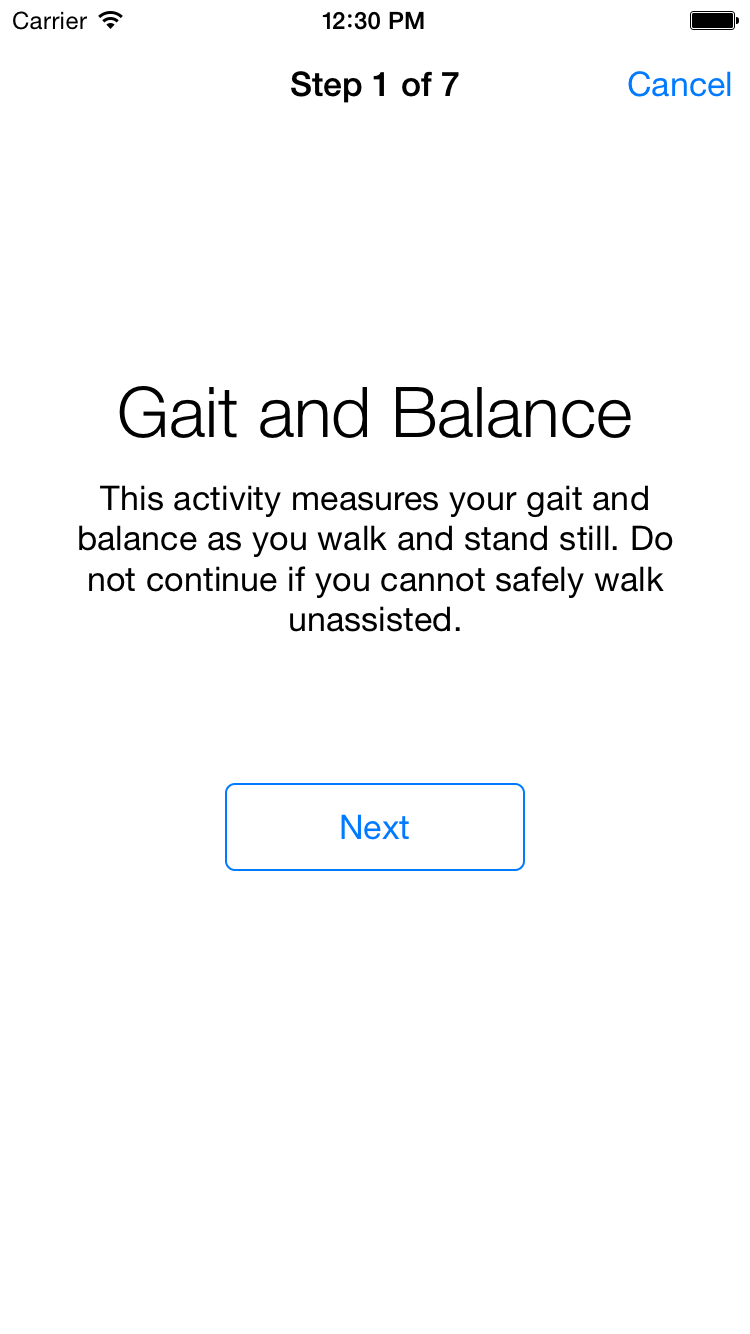 Carrier
12:30 PM
Step 1 of 7
Cancel
Gait and Balance
This activity measures your gait and
balance as you walk and stand still. Do
not continue if you cannot safely walk
unassisted.
Next